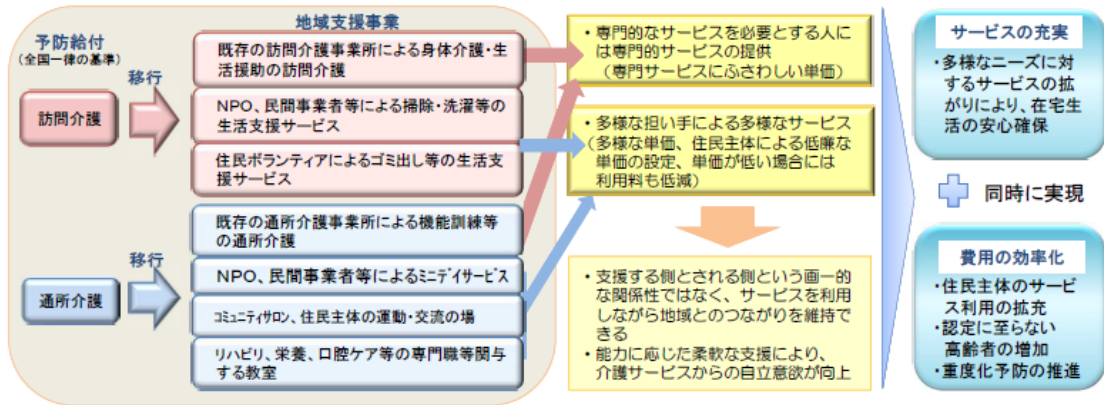 地域支援事業
予防給付
(全国一律の基準)
移行
訪問介護
既存の訪問介護事業所による身体介護・生
活援助の訪問介護
NPO、民間事業者等による掃除・洗濯等の
生活支援サービス
住民ボランティアによるゴミ出し等の生活支
援サービス
移行
通所介護
既存の通所介護事業所による機能訓練等
の通所介護
NPO、民間事業者等によるミニデイサービス
コミュニティサロン、住民主体の運動・交流の場
リハビリ、栄養、口腔ケア等の専門職等関与
する教室
・専門的なサービスを必要とする人に
は専門的サービスの提供
(専門サービスにふさわしい単価)
・多様な担い手による多様なサービス
(多様な単価、住民主体による低廉な
単価の設定、単価が低い場合には
利用料も低減)
・支援する側とされる側という画一的
な関係性ではなく、サービスを利用
しながら地域とのつながりを維持で
きる
・能力に応じた柔軟な支援により、
介護サービスからの自立意欲が向上
サービスの充実
・多様なニーズに対
するサービスの拡
がりにより、在宅生
活の安心確保
同時に実現
費用の効率化
・住民主体のサービ
ス利用の拡充
・認定に至らない
高齢者の増加
・重度化予防の推進